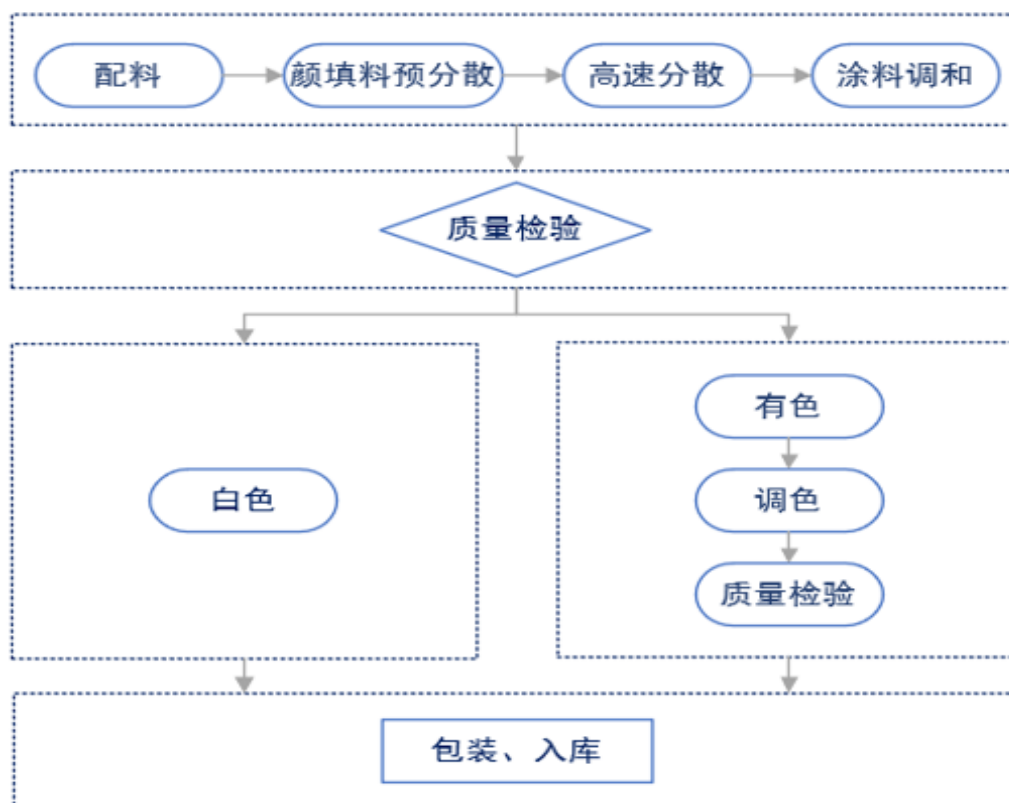 配料
颜填料预分散
高速分散
涂料调和
质量检验
白色
有色
调色
质量检验
包装、入库